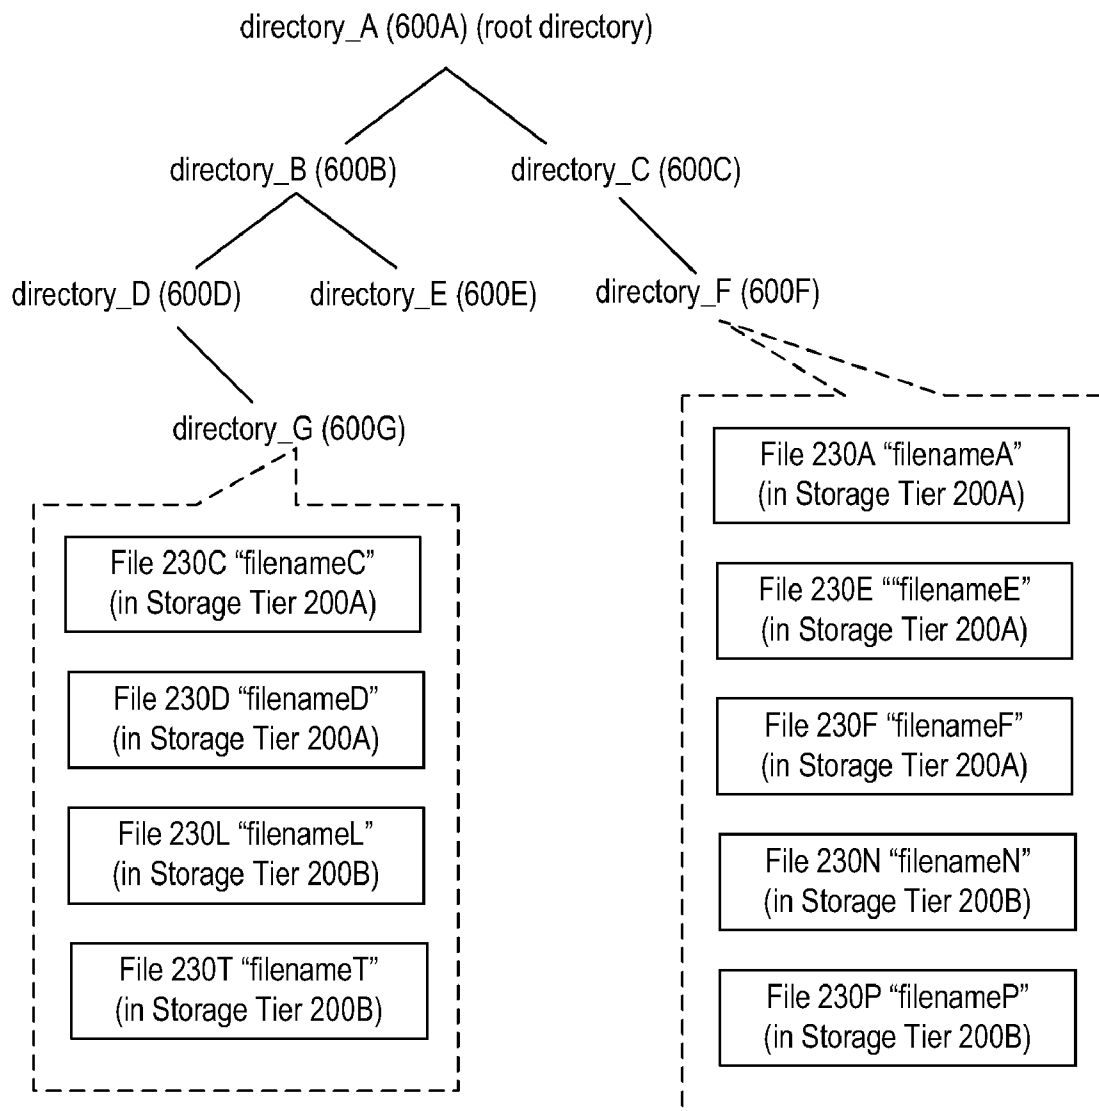 directory_A (600A) (root directory)
directory_B (600B)
directory_C (600C)
directory_D (600D)
directory_E (600E)
directory_F (600F)
directory_G (600G)
File 230C “filenameC”
(in Storage Tier 200A)
File 230D “filenameD”
(in Storage Tier 200A)
File 230L “filenameL”
(in Storage Tier 200B)
File 230T “filenameT”
(in Storage Tier 200B)
File 230A “filenameA”
(in Storage Tier 200A)
File 230E ““filenameE”
(in Storage Tier 200A)
File 230F “filenameF”
(in Storage Tier 200A)
File 230N “filenameN”
(in Storage Tier 200B)
File 230P “filenameP”
(in Storage Tier 200B)